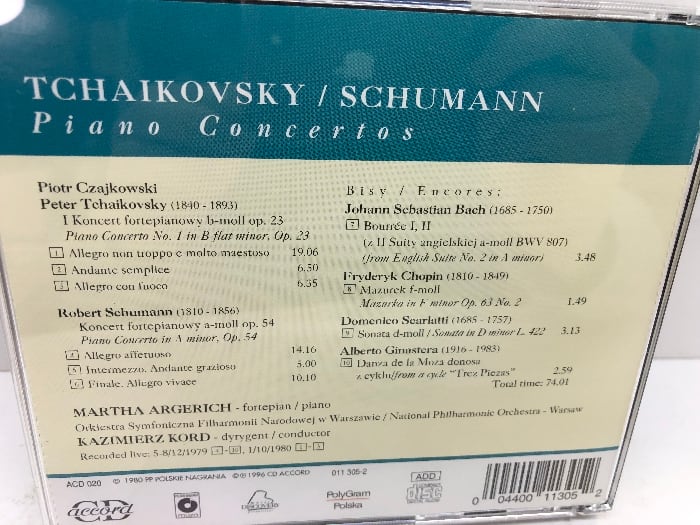 TCHAIKOVSKY / SCHUMANN
Piano Concertos
Piotr Czajkowski
Peter Tchaikovsky (1840 - 1893)
I Koncert fortepianowy b-moll op. 23
Piano Concerto No. 1 in B flat minor, Op. 23
1 Allegro non troppo e molto maestoso 19.06
2 Andante semplice 6.50
3 Allegro con fuoco 6.35
Robert Schumann (1810 - 1856)
Koncert fortepianowy a-moll op. 54
Piano Concerto in A minor, Op. 54
4 Allegro affetuoso 14.16
5 Intermezzo. Andante grazioso 5.00
6 Finale. Allegro vivace 10.10
Bisy / Encores:
Johann Sebastian Bach (1685 - 1750)
7 Bourrée I, II
(z II Suity angielskiej a-moll BWV 807)
(from English Suite No. 2 in A minor) 3.48
Fryderyk Chopin (1810 - 1849)
8 Mazurek f-moll
Mazurka in F minor Op. 63 No. 2 1.49
Domenico Scarlatti (1685 - 1757)
9 Sonata d-moll / Sonata in D minor L. 422 3.13
Alberto Ginastera (1916 - 1983)
10 Danza de la Moza donosa
z cyklu/from a cycle "Trez Piezas" 2.59
Total time: 74.01
MARTHA ARGERICH - fortepian / piano
Orkiestra Symfoniczna Filharmonii Narodowej w Warszawie / National Philharmonic Orchestra - Warsaw
KAZIMIERZ KORD - dyrygent / conductor
Recorded live: 5-8/12/1979 4 - 10, 1/10/1980 1 - 3
ACD 020 ℗ 1980 PP POLSKIE NAGRANIA ℗ © 1996 CD ACCORD 011 305-2
CD accord
muza
PolyGram
Polska
ADD
COMPACT disc DIGITAL AUDIO
0 04400 11305 2